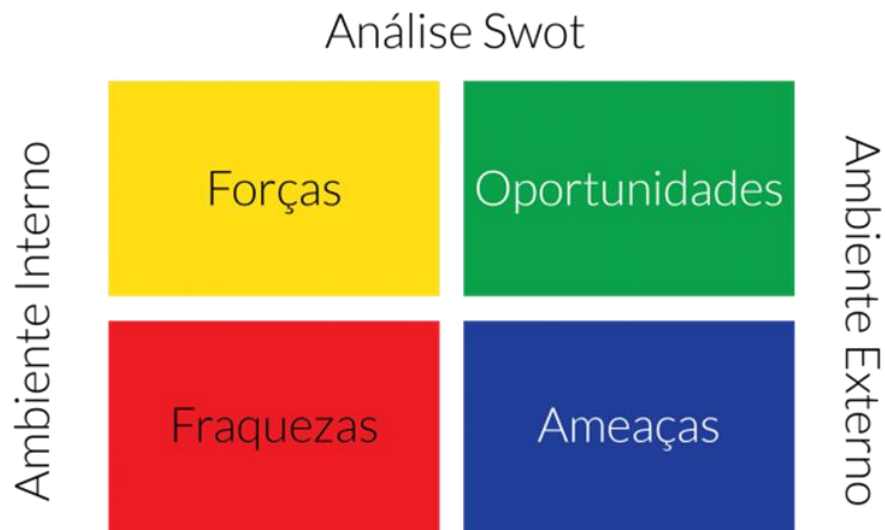 Análise Swot
Ambiente Interno
Forças
Oportunidades
Fraquezas
Ameaças
Ambiente Externo